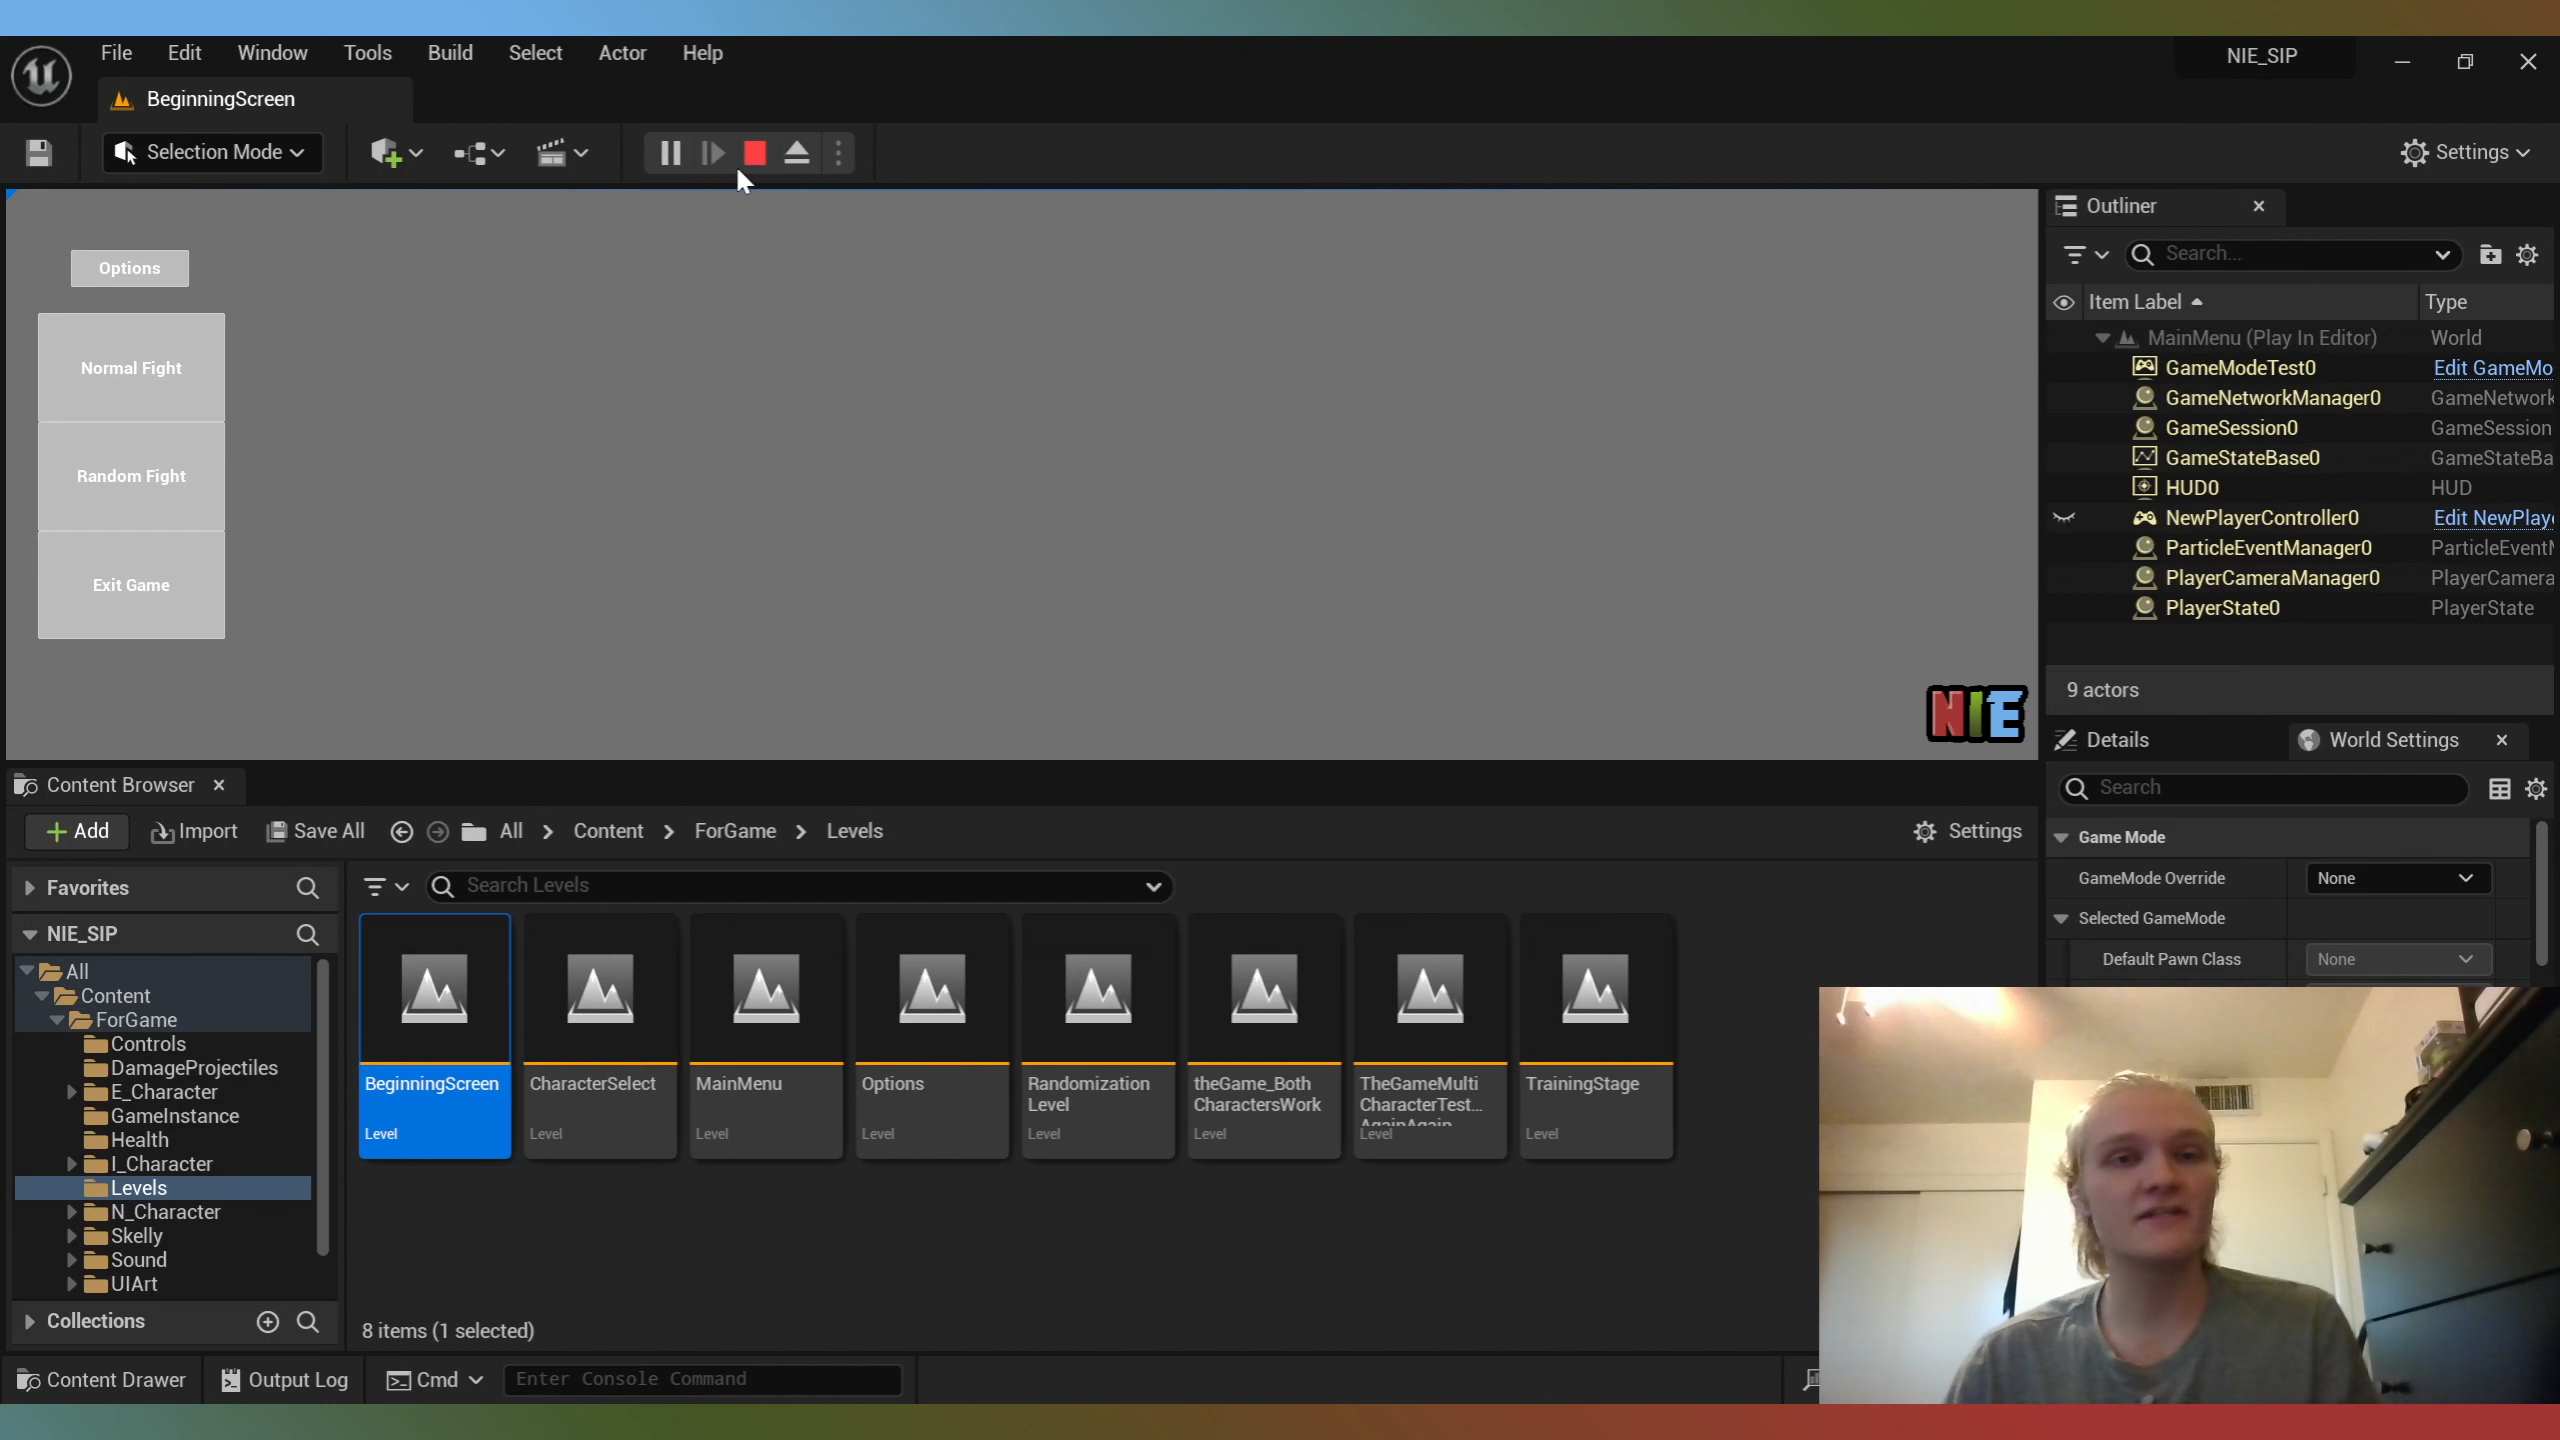 File Edit Window Tools Build Select Actor Help
NIE_SIP
BeginningScreen
Selection Mode
Settings
Options
Normal Fight
Random Fight
Exit Game
NIE
Outliner
Search...
Item Label Type
MainMenu (Play In Editor) World
GameModeTest0 Edit GameMo
GameNetworkManager0 GameNetwork
GameSession0 GameSession
GameStateBase0 GameStateBa
HUD0 HUD
NewPlayerController0 Edit NewPlaye
ParticleEventManager0 ParticleEventM
PlayerCameraManager0 PlayerCamera
PlayerState0 PlayerState
9 actors
Details World Settings
Search
Game Mode
GameMode Override None
Selected GameMode
Default Pawn Class None
Content Browser
Add Import Save All All Content ForGame Levels Settings
Favorites
Search Levels
NIE_SIP
All
Content
ForGame
Controls
DamageProjectiles
E_Character
GameInstance
Health
I_Character
Levels
N_Character
Skelly
Sound
UIArt
Collections
BeginningScreen
Level
CharacterSelect
Level
MainMenu
Level
Options
Level
Randomization
Level
Level
theGame_Both
CharactersWork
Level
TheGameMulti
CharacterTest...
AgainAgain
Level
TrainingStage
Level
8 items (1 selected)
Content Drawer Output Log Cmd Enter Console Command